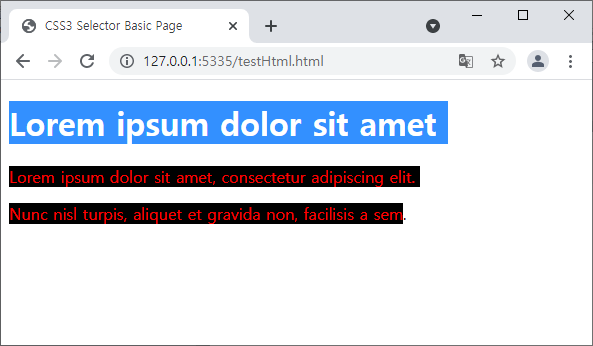 CSS3 Selector Basic Page
127.0.0.1:5335/testHtml.html
Lorem ipsum dolor sit amet
Lorem ipsum dolor sit amet, consectetur adipiscing elit.
Nunc nisl turpis, aliquet et gravida non, facilisis a sem.